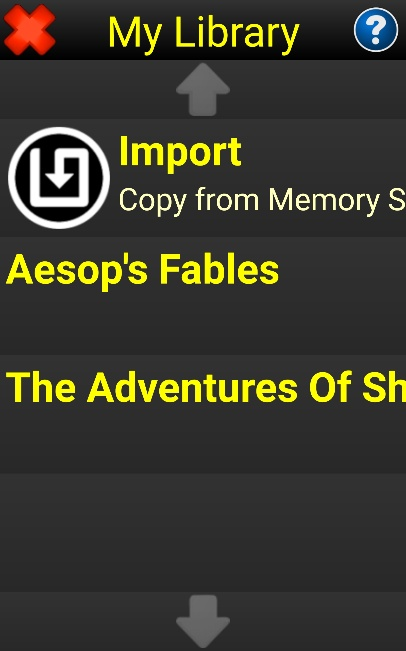 My Library
?
Import
Copy from Memory S
Aesop's Fables
The Adventures Of Sh